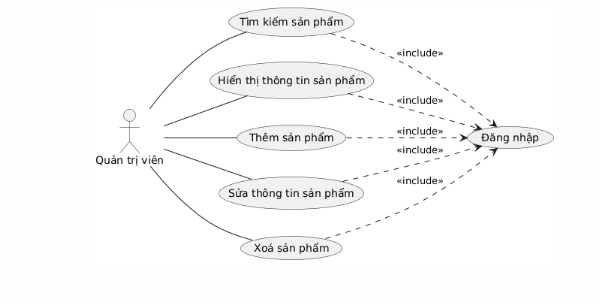 Tìm kiếm sản phẩm
«include»
Hiển thị thông tin sản phẩm
«include»
Thêm sản phẩm
«include»
Đăng nhập
«include»
Quản trị viên
Sửa thông tin sản phẩm
«include»
Xoá sản phẩm